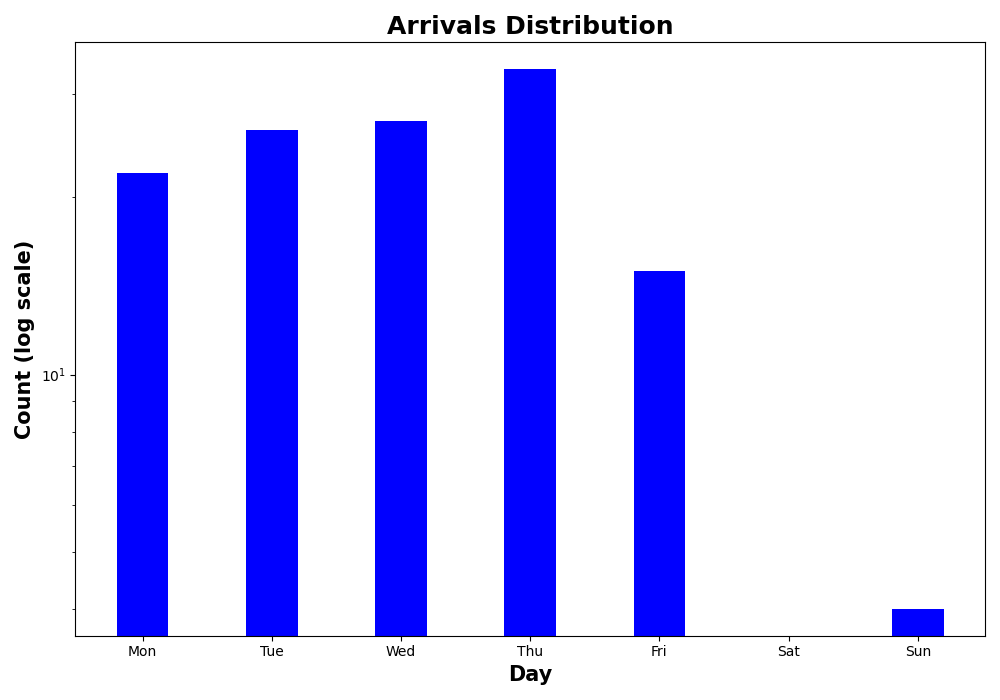 Arrivals Distribution
Count (log scale)
10¹
Mon Tue Wed Thu Fri Sat Sun
Day